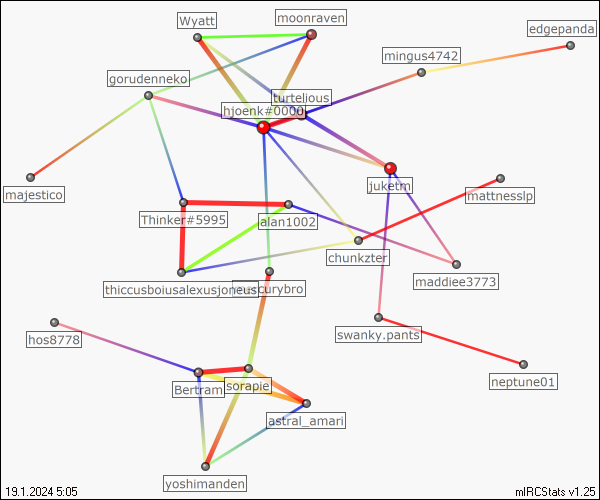 moonraven
Wyatt
edgepanda
mingus4742
gorudenneko
turtelious
hjoenk#0000
juketm
majestico
mattnesslp
Thinker#5995
alan1002
chunkzter
maddiee3773
thiccusboiusalexusjoneus
curybro
hos8778
swanky.pants
neptune01
Bertram
sorapie
astral_amari
yoshimanden
19.1.2024 5:05
mIRCStats v1.25